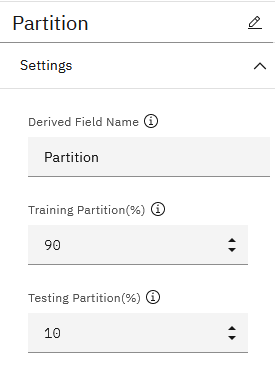 Partition
Settings
Derived Field Name
Partition
Training Partition(%)
90
Testing Partition(%)
10